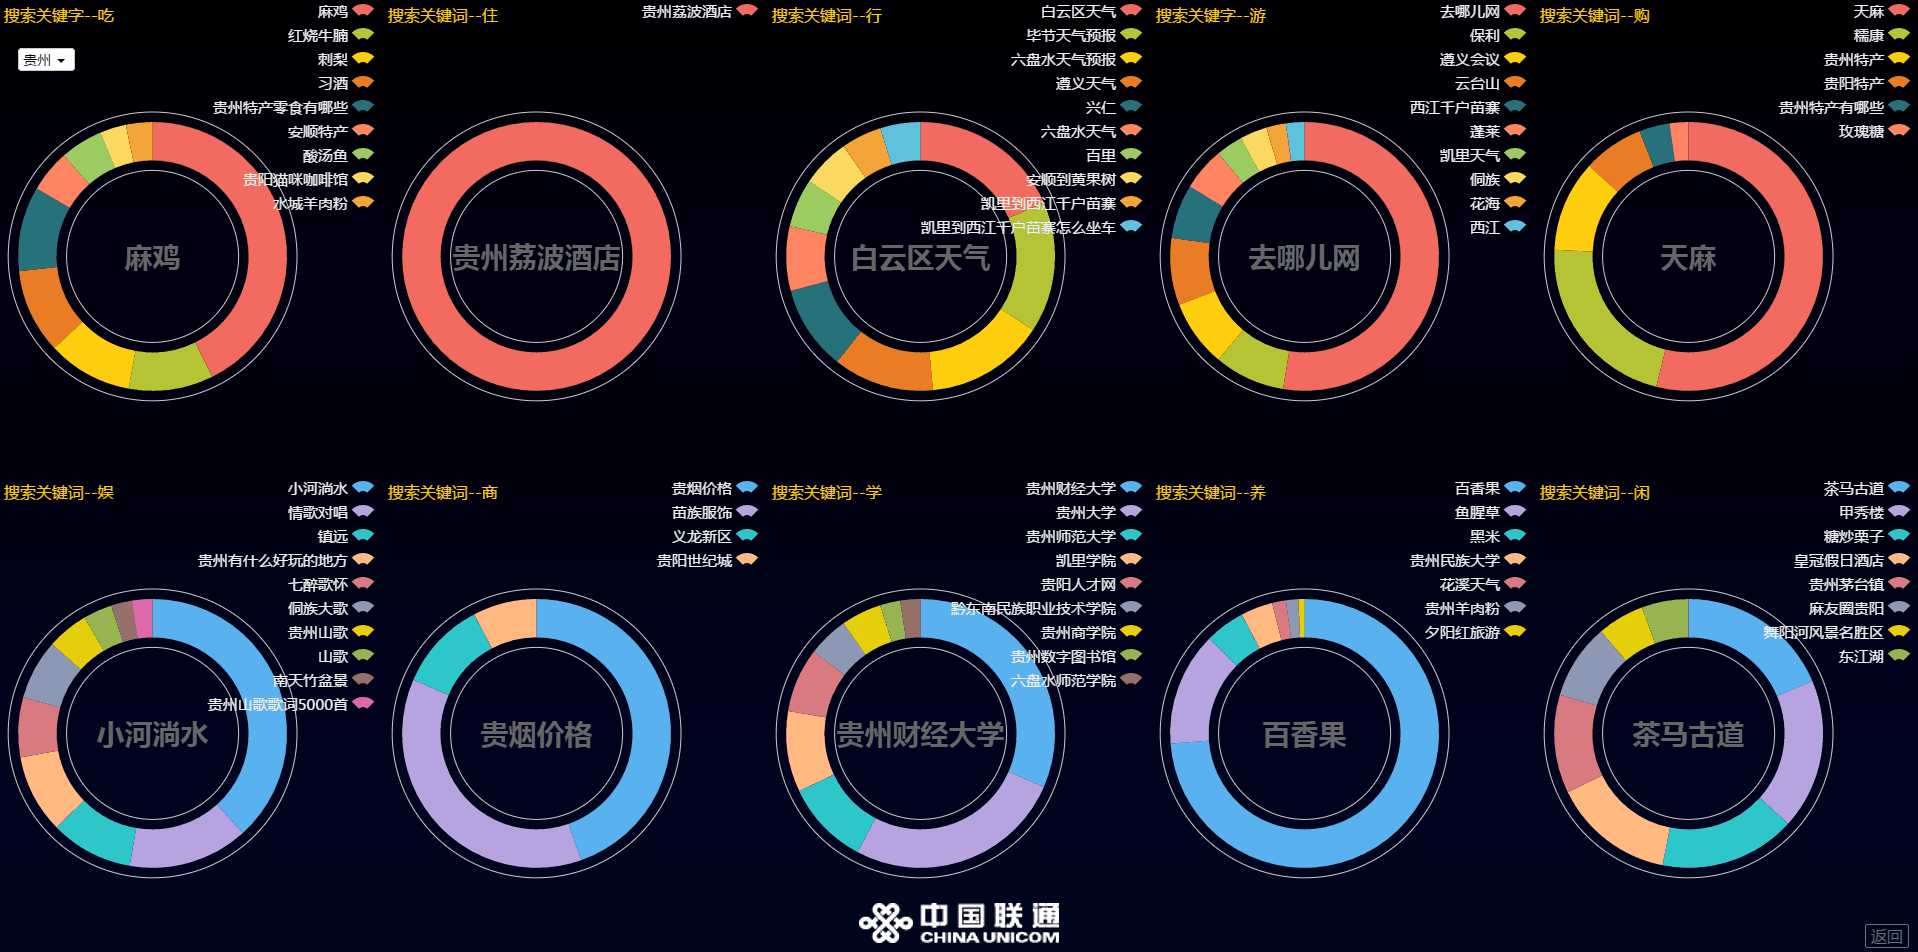 搜索关键字--吃
贵州
麻鸡
红烧牛腩
刺梨
习酒
贵州特产零食有哪些
安顺特产
酸汤鱼
贵阳猫咪咖啡馆
水城羊肉粉
麻鸡
搜索关键词--住
贵州荔波酒店
贵州荔波酒店
搜索关键词--行
白云区天气
毕节天气预报
六盘水天气预报
遵义天气
兴仁
六盘水天气
百里
安顺到黄果树
凯里到西江千户苗寨
凯里到西江千户苗寨怎么坐车
白云区天气
搜索关键字--游
去哪儿网
保利
遵义会议
云台山
西江千户苗寨
蓬莱
凯里天气
侗族
花海
西江
去哪儿网
搜索关键词--购
天麻
糯康
贵州特产
贵阳特产
贵州特产有哪些
玫瑰糖
天麻
搜索关键词--娱
小河淌水
情歌对唱
镇远
贵州有什么好玩的地方
七醉歌怀
侗族大歌
贵州山歌
山歌
南天竹盆景
贵州山歌歌词5000首
小河淌水
搜索关键词--商
贵烟价格
苗族服饰
义龙新区
贵阳世纪城
贵烟价格
搜索关键词--学
贵州财经大学
贵州大学
贵州师范大学
凯里学院
贵阳人才网
黔东南民族职业技术学院
贵州商学院
贵州数字图书馆
六盘水师范学院
贵州财经大学
搜索关键词--养
百香果
鱼腥草
黑米
贵州民族大学
花溪天气
贵州羊肉粉
夕阳红旅游
百香果
搜索关键词--闲
茶马古道
甲秀楼
糖炒栗子
皇冠假日酒店
贵州茅台镇
麻友圈贵阳
舞阳河风景名胜区
东江湖
茶马古道
中国联通
CHINA UNICOM
返回